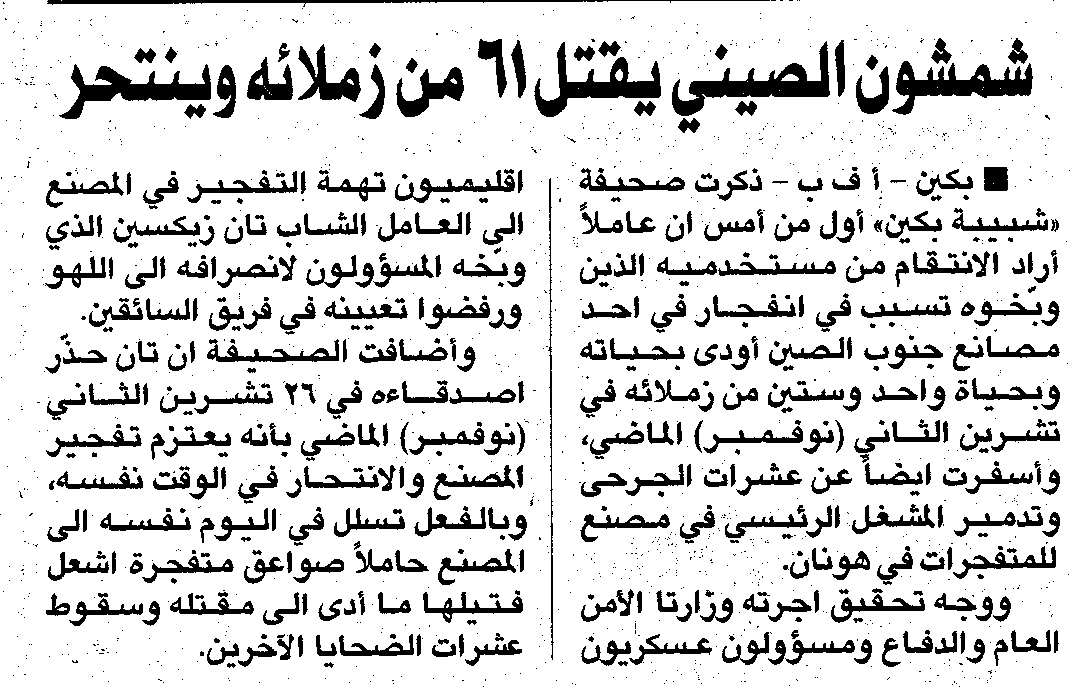 شمشون الصيني يقتل ٦١ من زملائه وينتحر
■ بكين - أ ف ب - ذكرت صحيفة
«شبيبة بكين» أول من أمس ان عاملاً
أراد الانتقام من مستخدميه الذين
وبّخوه تسبب في انفجار في احد
مصانع جنوب الصين أودى بحياته
وبحياة واحد وستين من زملائه في
تشرين الثاني (نوفمبر) الماضي،
وأسفرت ايضاً عن عشرات الجرحى
وتدمير المشغل الرئيسي في مصنع
للمتفجرات في هونان.
ووجه تحقيق اجرته وزارتا الأمن
العام والدفاع ومسؤولون عسكريون
اقليميون تهمة التفجير في المصنع
الى العامل الشاب تان زيكسين الذي
وبّخه المسؤولون لانصرافه الى اللهو
ورفضوا تعيينه في فريق السائقين.
وأضافت الصحيفة ان تان حذّر
اصدقاءه في ٢٦ تشرين الثاني
(نوفمبر) الماضي بأنه يعتزم تفجير
المصنع والانتحار في الوقت نفسه،
وبالفعل تسلل في اليوم نفسه الى
المصنع حاملاً صواعق متفجرة اشعل
فتيلها ما أدى الى مقتله وسقوط
عشرات الضحايا الآخرين.